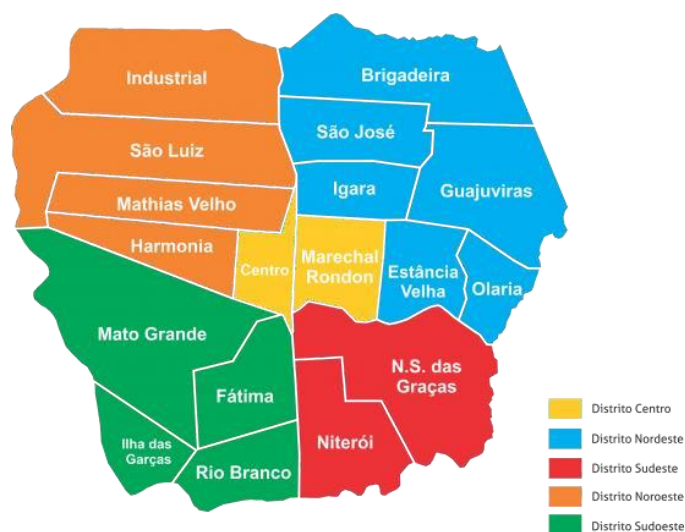 Industrial
Brigadeira
São José
São Luiz
Igara
Guajuviras
Mathias Velho
Harmonia
Centro
Marechal
Rondon
Estância
Velha
Olaria
Mato Grande
N.S. das
Graças
Fátima
Niterói
Ilha das
Garças
Rio Branco
Distrito Centro
Distrito Nordeste
Distrito Sudeste
Distrito Noroeste
Distrito Sudoeste